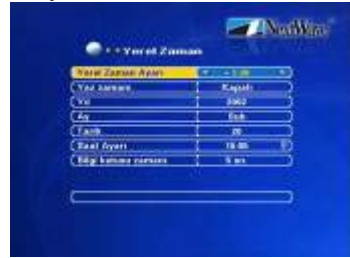 NextWave
Yerel Zaman
Yerel Zaman Ayarı
Yaz zamanı Kapalı
Yıl 2002
Ay Şub
Tarih 20
Saat Ayarı
Bilgi kutusu zamanı 5 sn.